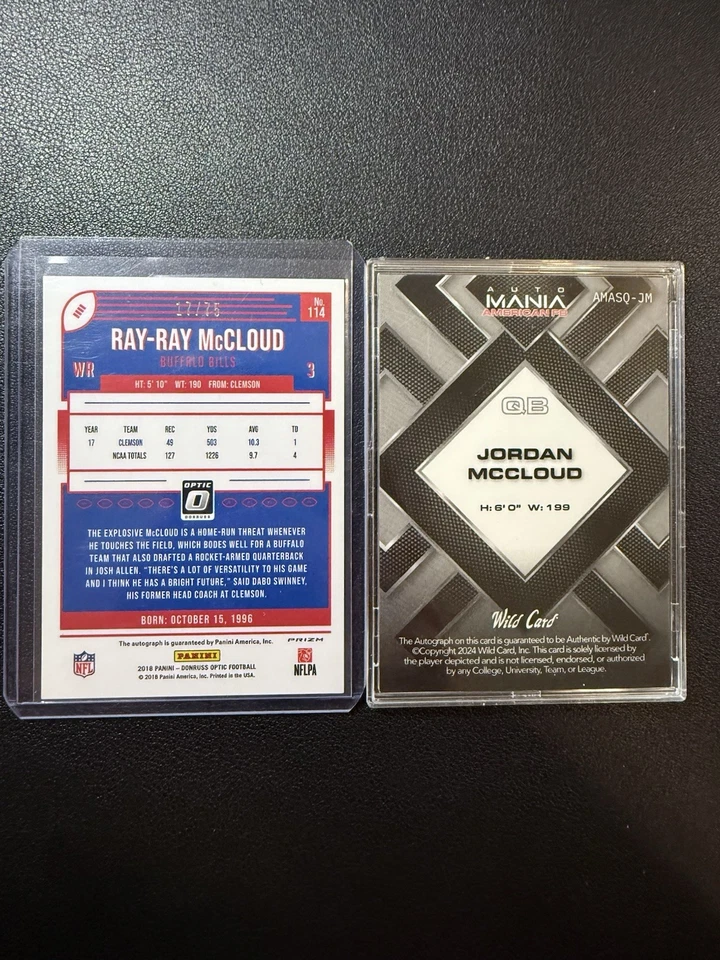 17/75
No.
114
RAY-RAY McCLOUD
BUFFALO BILLS
WR
3
HT: 5' 10" WT: 190 FROM: CLEMSON
YEAR TEAM REC YDS AVG TD
17 CLEMSON 49 503 10.3 1
NCAA TOTALS 127 1226 9.7 4
OPTIC
DONRUSS
THE EXPLOSIVE McCLOUD IS A HOME-RUN THREAT WHENEVER
HE TOUCHES THE FIELD, WHICH BODES WELL FOR A BUFFALO
TEAM THAT ALSO DRAFTED A ROCKET-ARMED QUARTERBACK
IN JOSH ALLEN. "THERE'S A LOT OF VERSATILITY TO HIS GAME
AND I THINK HE HAS A BRIGHT FUTURE," SAID DABO SWINNEY,
HIS FORMER HEAD COACH AT CLEMSON.
BORN: OCTOBER 15, 1996
The autograph is guaranteed by Panini America, Inc.
PRIZM
PANINI
2018 PANINI – DONRUSS OPTIC FOOTBALL
© 2018 Panini America, Inc. Printed in the USA.
NFL
NFLPA
AUTO
MANIA
AMERICAN FB
AMASQ-JM
QB
JORDAN
MCCLOUD
H: 6' 0" W: 199
Wild Card
The Autograph on this card is guaranteed to be Authentic by Wild Card®.
©Copyright 2024 Wild Card, Inc. This card is solely licensed by
the player depicted and is not licensed, endorsed, or authorized
by any College, University, Team, or League.